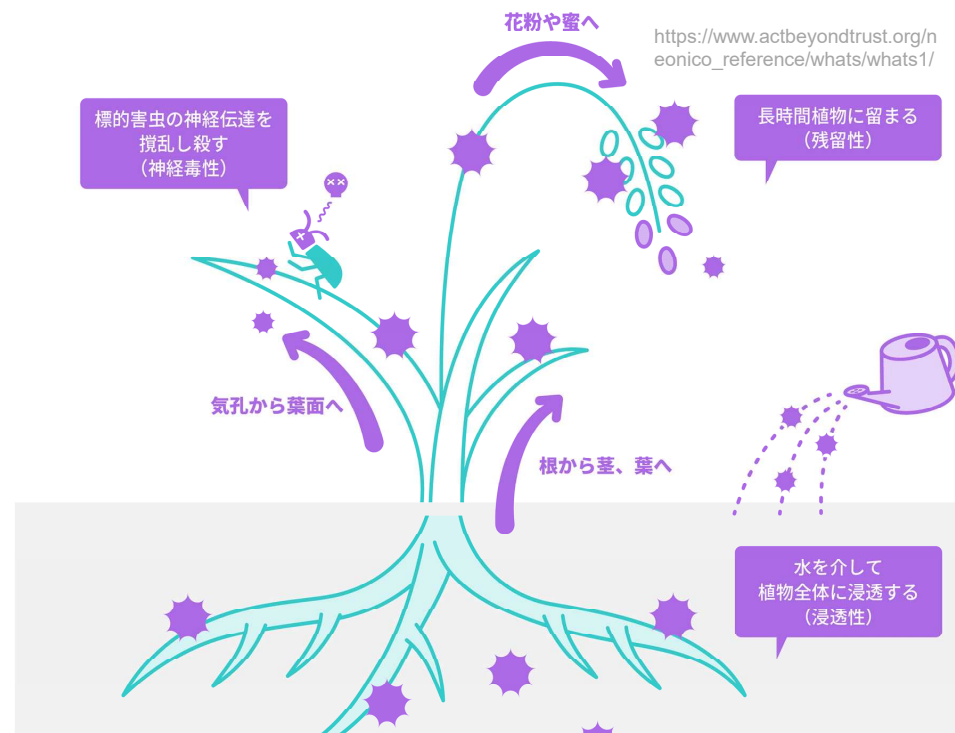 花粉や蜜へ
https://www.actbeyondtrust.org/n
eonico_reference/whats/whats1/
標的害虫の神経伝達を
撹乱し殺す
（神経毒性）
長時間植物に留まる
（残留性）
気孔から葉面へ
根から茎、葉へ
水を介して
植物全体に浸透する
（浸透性）